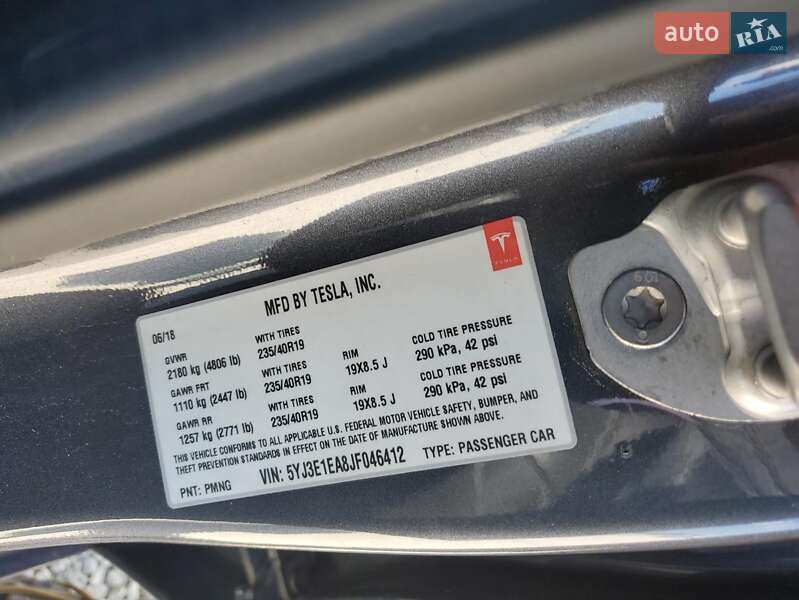 auto RIA.com
TESLA
MFD BY TESLA, INC.
06/18
GVWR WITH TIRES COLD TIRE PRESSURE
2180 kg (4806 lb) 235/40R19 RIM 290 kPa, 42 psi
19X8.5 J
GAWR FRT WITH TIRES COLD TIRE PRESSURE
1110 kg (2447 lb) 235/40R19 RIM 290 kPa, 42 psi
19X8.5 J
GAWR RR WITH TIRES
1257 kg (2771 lb) 235/40R19
THIS VEHICLE CONFORMS TO ALL APPLICABLE U.S. FEDERAL MOTOR VEHICLE SAFETY, BUMPER, AND
THEFT PREVENTION STANDARDS IN EFFECT ON THE DATE OF MANUFACTURE SHOWN ABOVE.
PNT: PMNG VIN: 5YJ3E1EA8JF046412 TYPE: PASSENGER CAR